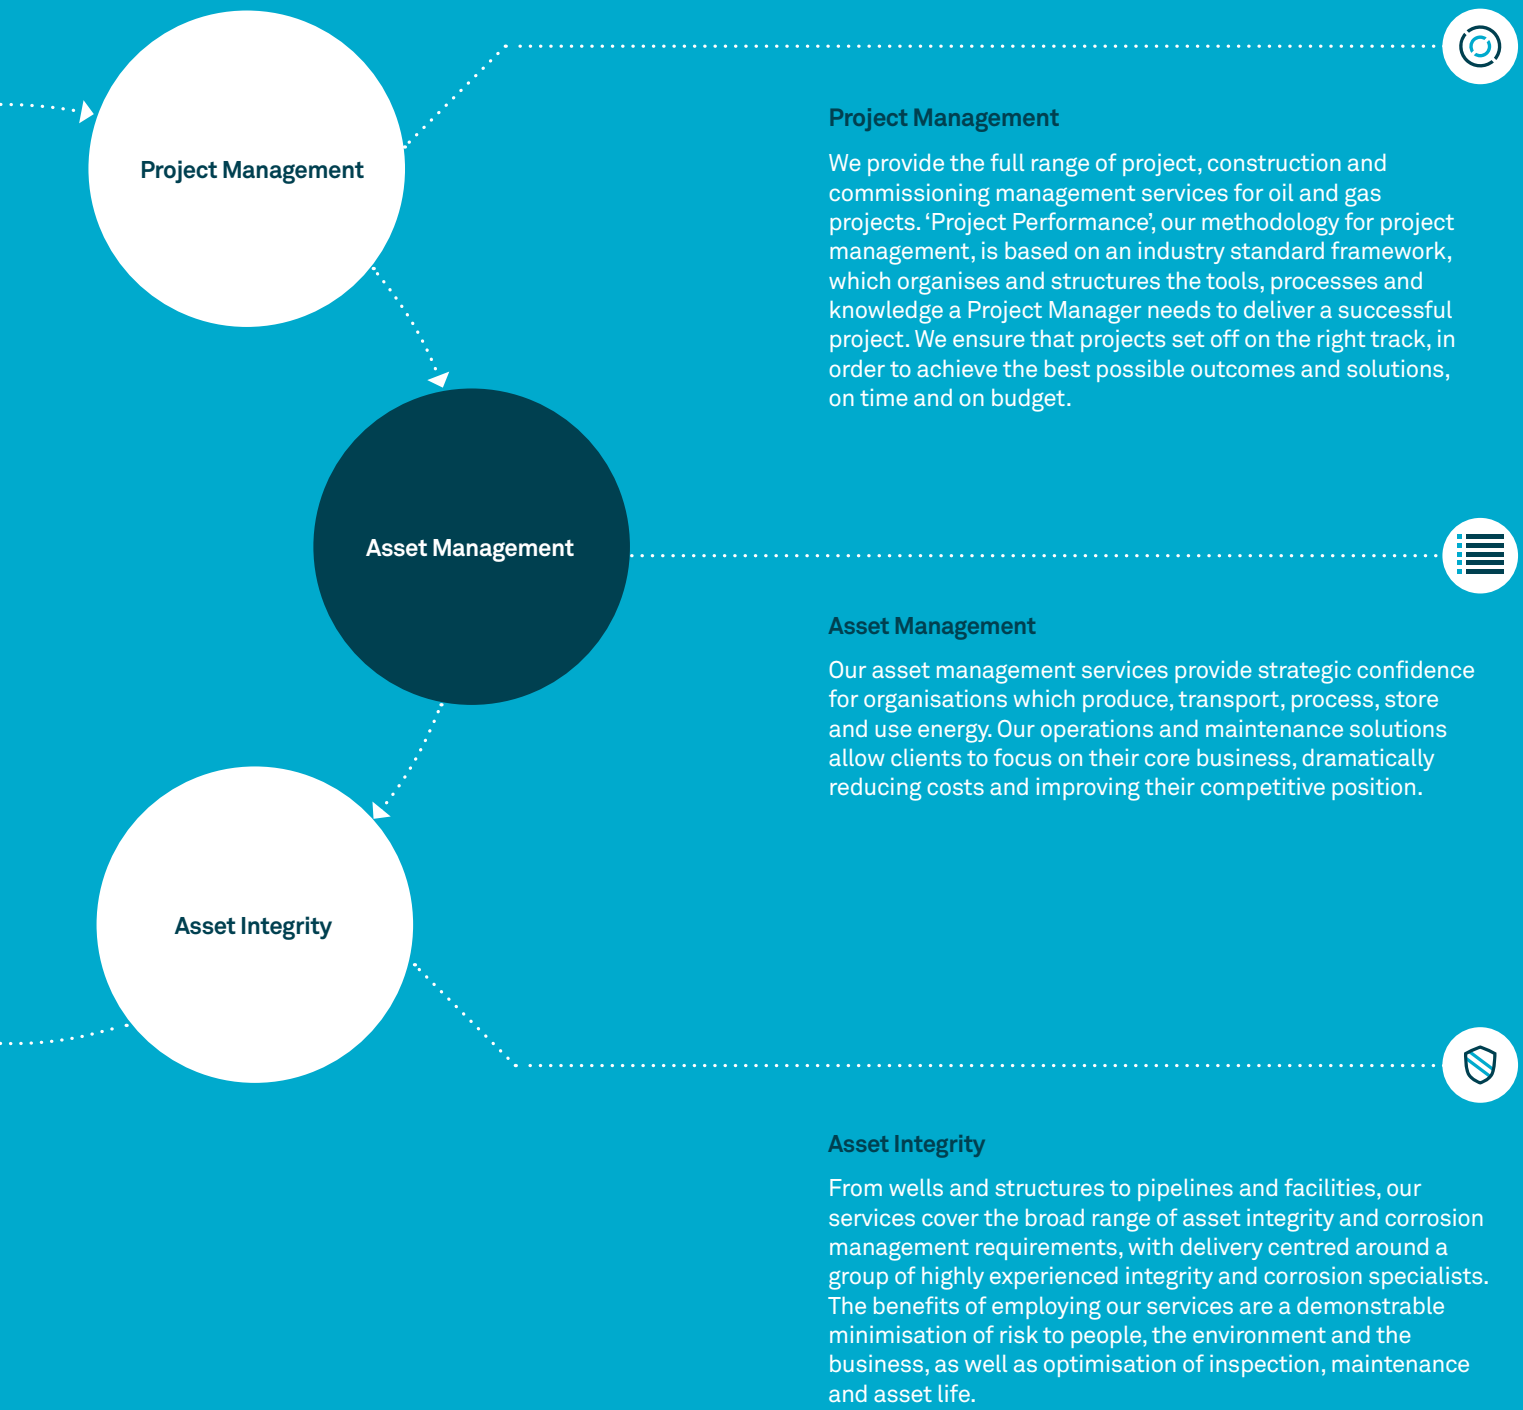 Project Management
Project Management
We provide the full range of project, construction and
commissioning management services for oil and gas
projects. ‘Project Performance’, our methodology for project
management, is based on an industry standard framework,
which organises and structures the tools, processes and
knowledge a Project Manager needs to deliver a successful
project. We ensure that projects set off on the right track, in
order to achieve the best possible outcomes and solutions,
on time and on budget.
Asset Management
Asset Management
Our asset management services provide strategic confidence
for organisations which produce, transport, process, store
and use energy. Our operations and maintenance solutions
allow clients to focus on their core business, dramatically
reducing costs and improving their competitive position.
Asset Integrity
Asset Integrity
From wells and structures to pipelines and facilities, our
services cover the broad range of asset integrity and corrosion
management requirements, with delivery centred around a
group of highly experienced integrity and corrosion specialists.
The benefits of employing our services are a demonstrable
minimisation of risk to people, the environment and the
business, as well as optimisation of inspection, maintenance
and asset life.